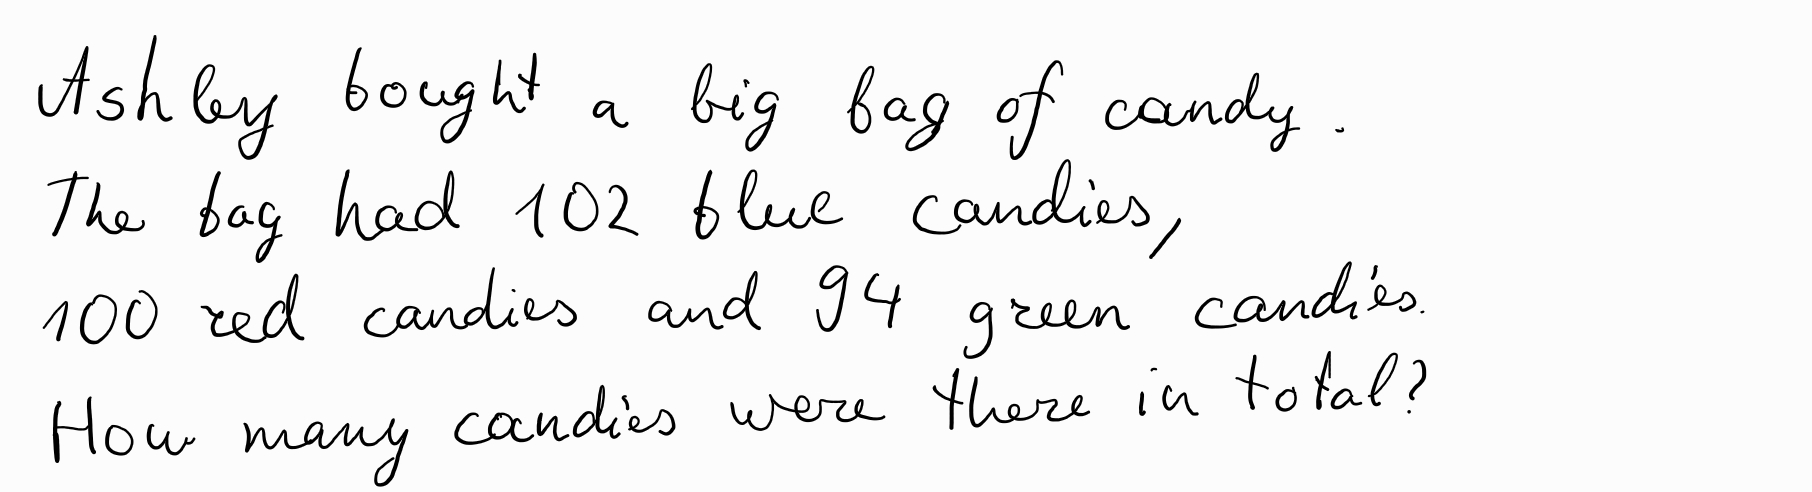 Ashley bought a big bag of candy.
The bag had 102 blue candies,
100 red candies and 94 green candies.
How many candies were there in total?